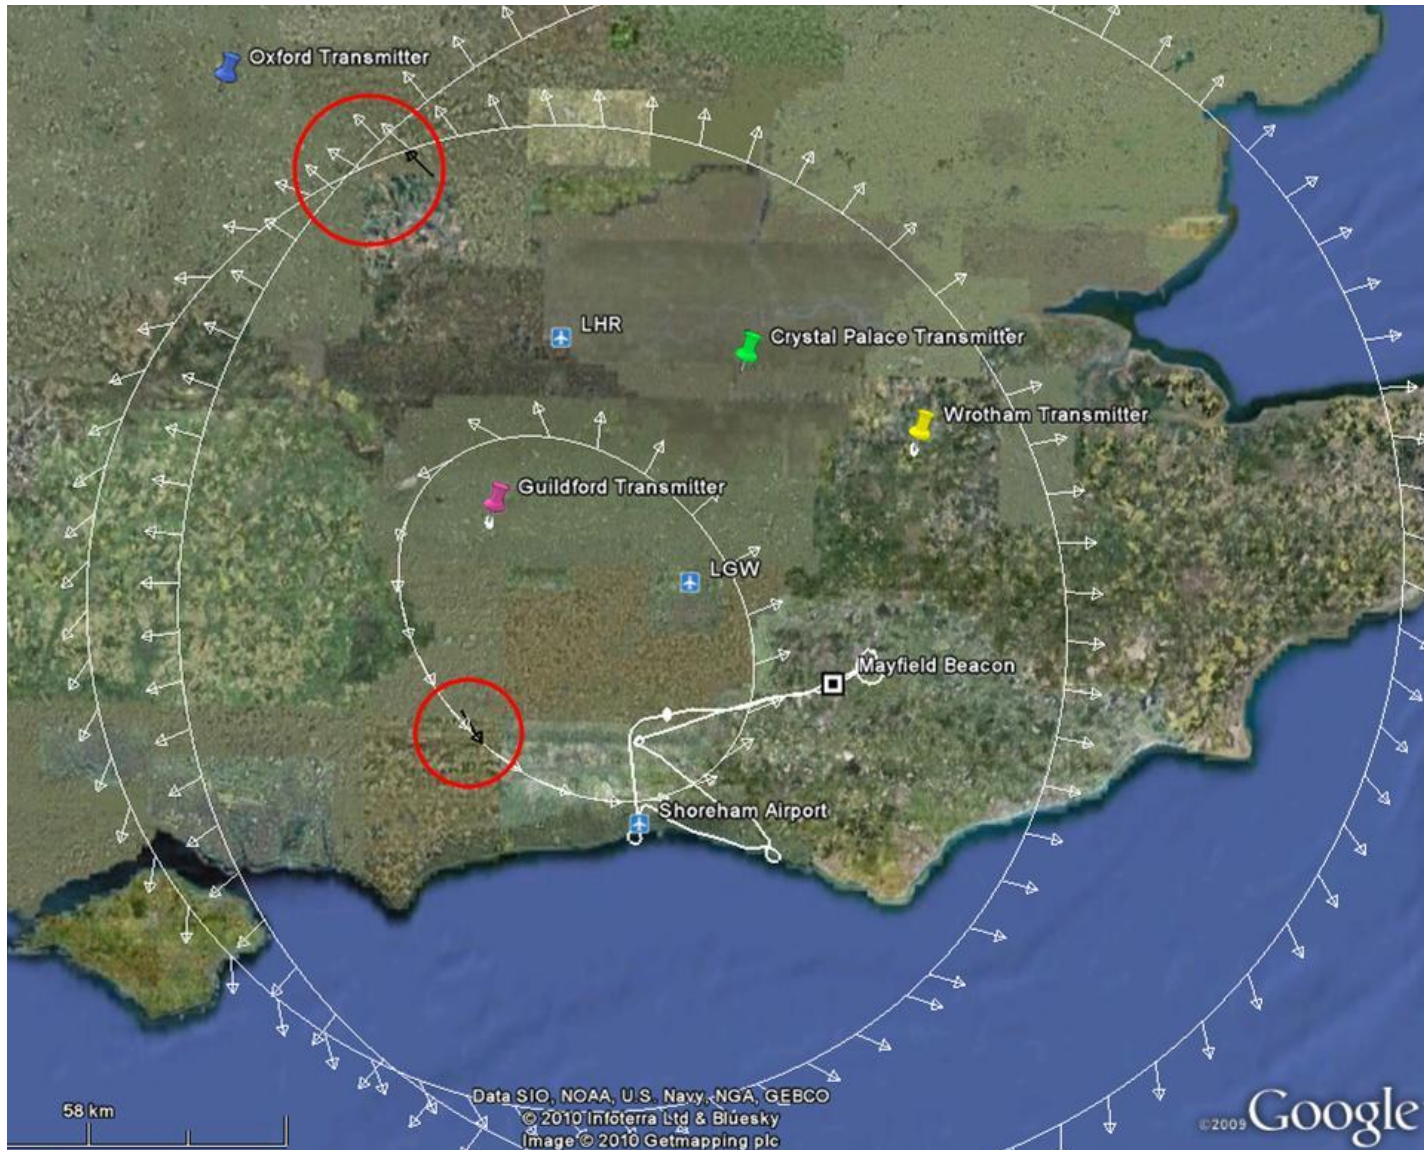 Oxford Transmitter
LHR
Crystal Palace Transmitter
Wrotham Transmitter
Guildford Transmitter
LGW
Mayfield Beacon
Shoreham Airport
58 km
Data SIO, NOAA, U.S. Navy, NGA, GEBCO
© 2010 Infoterra Ltd & Bluesky
Image © 2010 Getmapping plc
©2009 Google